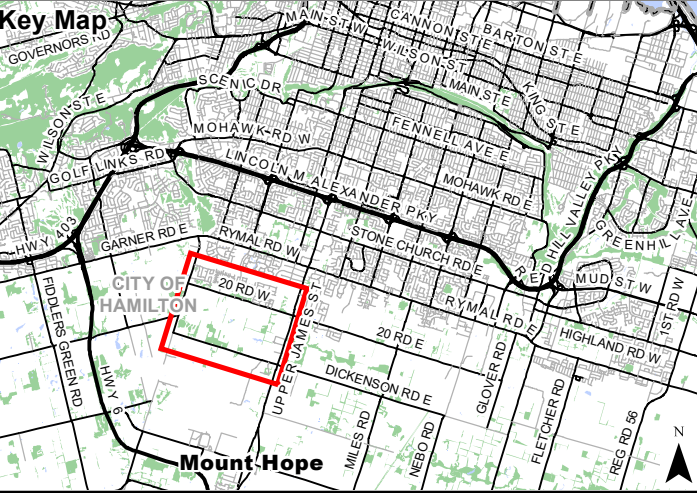 Key Map
MAIN ST W
CANNON ST E
BARTON ST E
GOVERNORS RD
WILSON ST
WILSON ST E
SCENIC DR
MAIN ST E
KING ST E
MOHAWK RD W
FENNELL AVE E
GOLF LINKS RD
LINCOLN M ALEXANDER PKY
MOHAWK RD E
RED HILL VALLEY PKY
GREENHILL AVE
HWY 403
GARNER RD E
RYMAL RD W
STONE CHURCH RD E
MUD ST W
CITY OF
HAMILTON
20 RD W
RYMAL RD E
1ST RD W
FIDDLERS GREEN RD
HWY 6
UPPER JAMES ST
20 RD E
HIGHLAND RD W
DICKENSON RD E
GLOVER RD
FLETCHER RD
MILES RD
NEBO RD
REG RD 56
N
Mount Hope